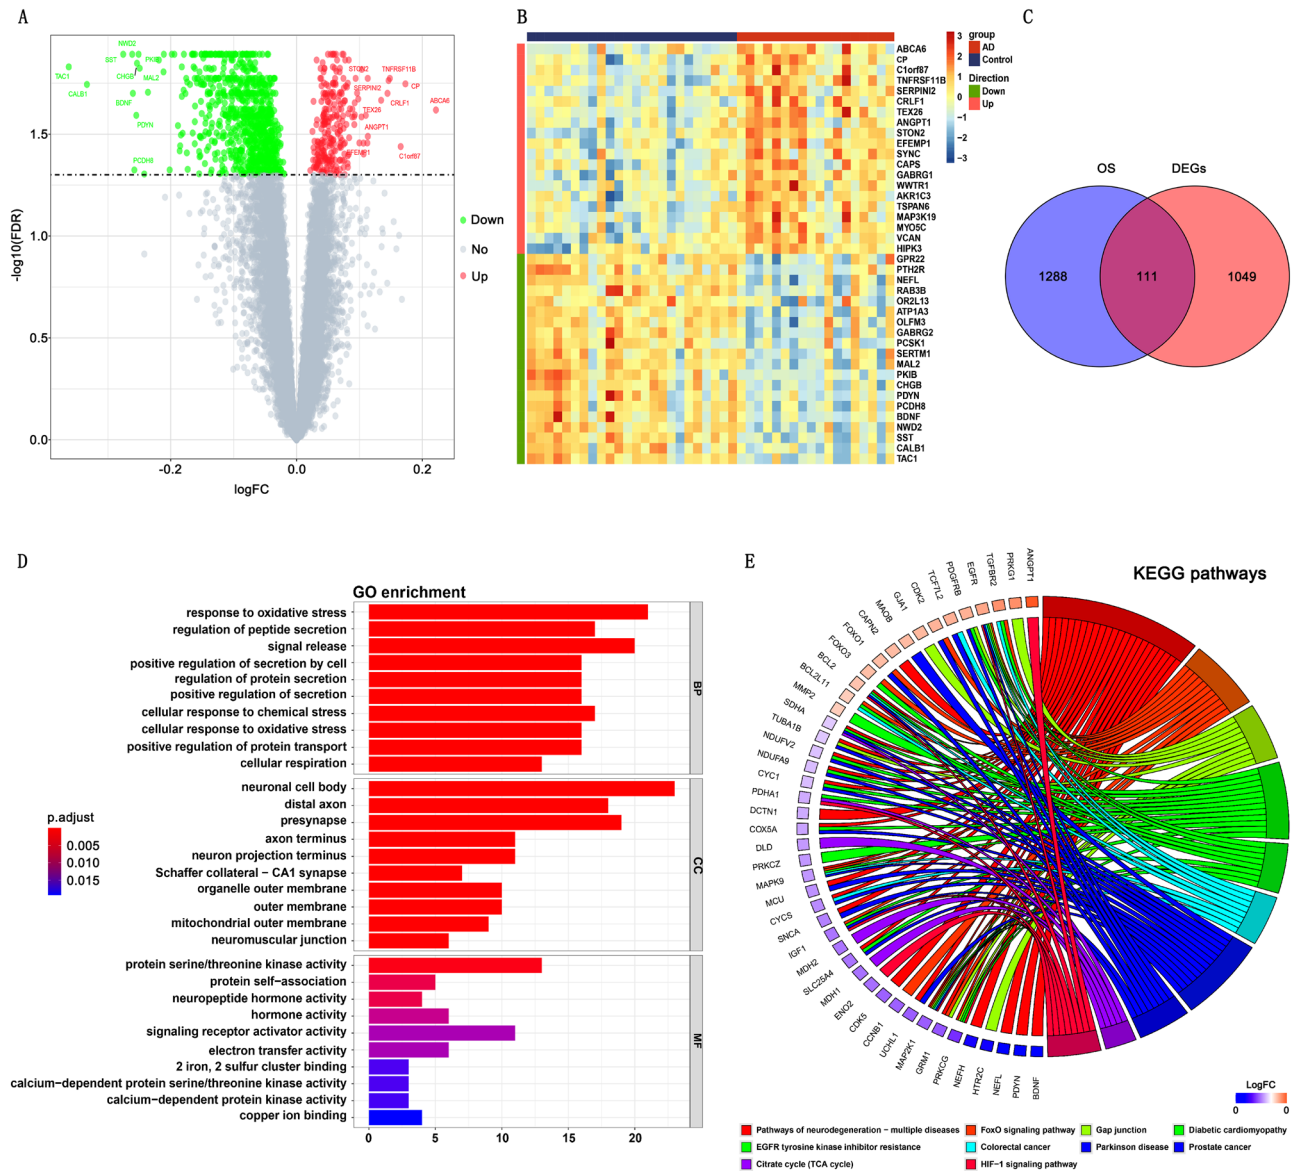 A
NWD2
SST
PKIB
TAC1
CHGB
MAL2
CALB1
BDNF
PDYN
PCDH8
STON2
TNFRSF11B
SERPINI2
CP
CRLF1
ABCA6
TEX26
ANGPT1
EFEMP1
C1orf87
1.5
1.0
0.5
0.0
-log10(FDR)
-0.2
0.0
0.2
logFC
Down
No
Up
B
ABCA6
CP
C1orf87
TNFRSF11B
SERPINI2
CRLF1
TEX26
ANGPT1
STON2
EFEMP1
SYNC
CAPS
GABRG1
WWTR1
AKR1C3
TSPAN6
MAP3K19
MYO5C
VCAN
HIPK3
GPR22
PTH2R
NEFL
RAB3B
OR2L13
ATP1A3
OLFM3
GABRG2
PCSK1
SERTM1
MAL2
PKIB
CHGB
PDYN
PCDH8
BDNF
NWD2
SST
CALB1
TAC1
3
2
1
0
−1
−2
−3
group
AD
Control
Direction
Down
Up
C
OS
DEGs
1288
111
1049
D
GO enrichment
response to oxidative stress
regulation of peptide secretion
signal release
positive regulation of secretion by cell
regulation of protein secretion
positive regulation of secretion
cellular response to chemical stress
cellular response to oxidative stress
positive regulation of protein transport
cellular respiration
BP
neuronal cell body
distal axon
presynapse
axon terminus
neuron projection terminus
Schaffer collateral − CA1 synapse
organelle outer membrane
outer membrane
mitochondrial outer membrane
neuromuscular junction
CC
protein serine/threonine kinase activity
protein self−association
neuropeptide hormone activity
hormone activity
signaling receptor activator activity
electron transfer activity
2 iron, 2 sulfur cluster binding
calcium−dependent protein serine/threonine kinase activity
calcium−dependent protein kinase activity
copper ion binding
MF
0
5
10
15
20
p.adjust
0.005
0.010
0.015
E
KEGG pathways
ANGPT1
PRKG1
TGFBR2
EGFR
PDGFRB
TCF7L2
CDK2
GJA1
MAOB
CAPN2
FOXO1
FOXO3
BCL2
BCL2L11
MMP2
SDHA
TUBA1B
NDUFV2
NDUFA9
CYC1
PDHA1
DCTN1
COX5A
DLD
PRKCZ
MAPK9
MCU
CYCS
SNCA
IGF1
MDH2
SLC25A4
MDH1
ENO2
CDK5
CCNB1
UCHL1
MAP2K1
GRM1
PRKCG
NEFH
HTR2C
NEFL
PDYN
BDNF
LogFC
0
0
Pathways of neurodegeneration − multiple diseases
FoxO signaling pathway
Gap junction
Diabetic cardiomyopathy
EGFR tyrosine kinase inhibitor resistance
Colorectal cancer
Parkinson disease
Prostate cancer
Citrate cycle (TCA cycle)
HIF−1 signaling pathway